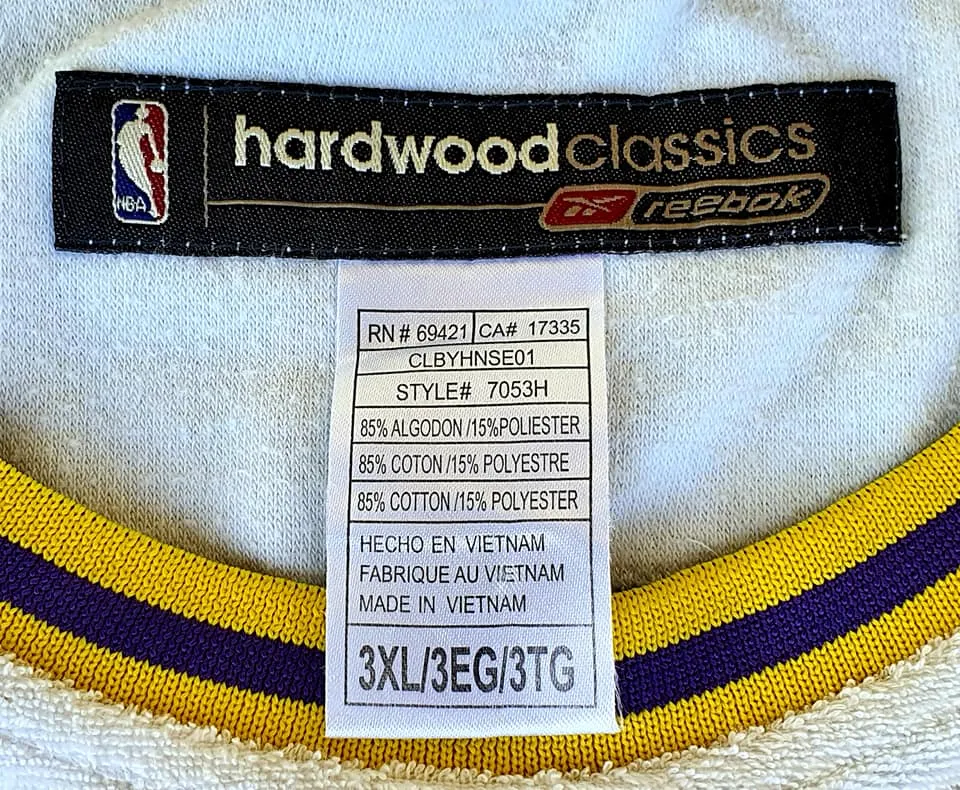 NBA
hardwoodclassics
reebok
RN # 69421 CA# 17335
CLBYHNSE01
STYLE# 7053H
85% ALGODON /15%POLIESTER
85% COTON /15% POLYESTRE
85% COTTON /15% POLYESTER
HECHO EN VIETNAM
FABRIQUE AU VIETNAM
MADE IN VIETNAM
3XL/3EG/3TG